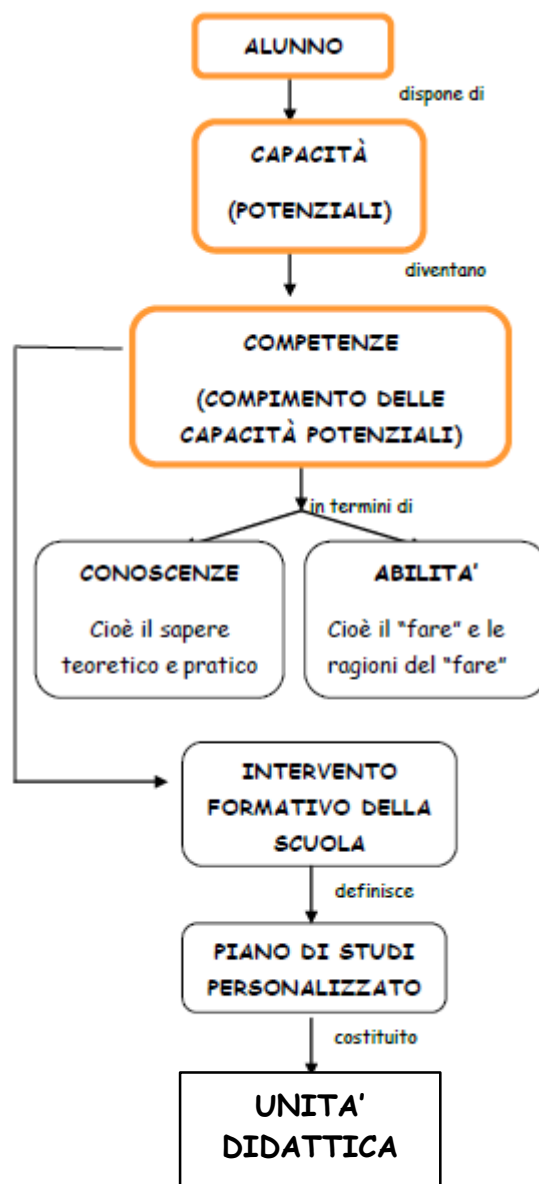 ALUNNO
dispone di
CAPACITÀ
(POTENZIALI)
diventano
COMPETENZE
(COMPIMENTO DELLE
CAPACITÀ POTENZIALI)
in termini di
CONOSCENZE
Cioè il sapere
teoretico e pratico
ABILITA'
Cioè il "fare" e le
ragioni del "fare"
INTERVENTO
FORMATIVO DELLA
SCUOLA
definisce
PIANO DI STUDI
PERSONALIZZATO
costituito
UNITA'
DIDATTICA